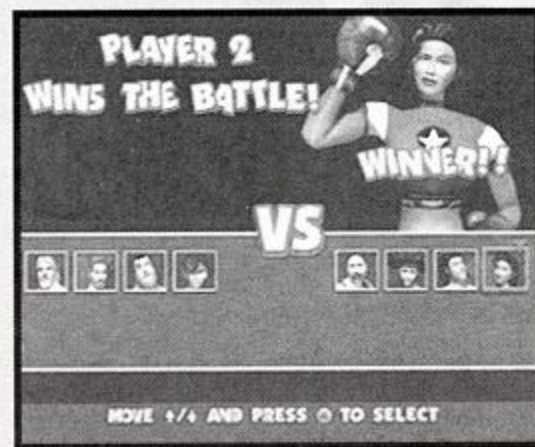 PLAYER 2
WINS THE BATTLE!
WINNER!!
VS
MOVE ↑/↓ AND PRESS Ⓐ TO SELECT